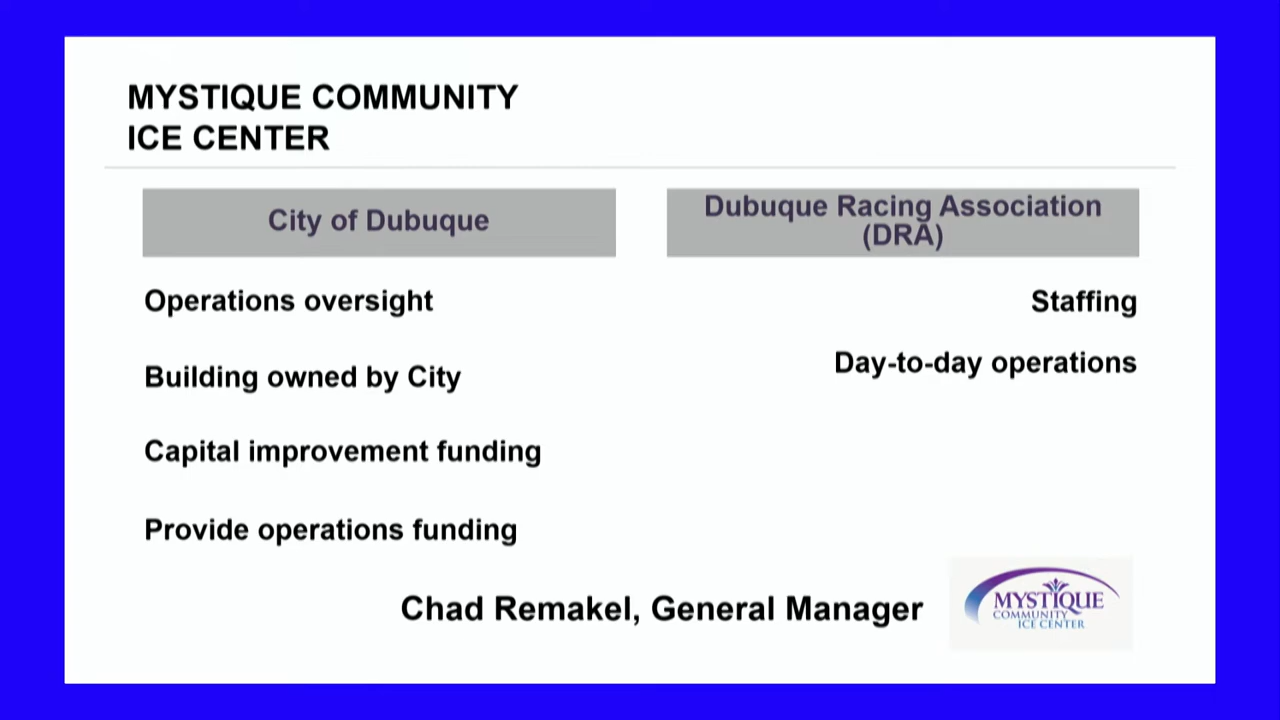 MYSTIQUE COMMUNITY
ICE CENTER
City of Dubuque
Operations oversight
Building owned by City
Capital improvement funding
Provide operations funding
Dubuque Racing Association
(DRA)
Staffing
Day-to-day operations
Chad Remakel, General Manager
MYSTIQUE
COMMUNITY
ICE CENTER